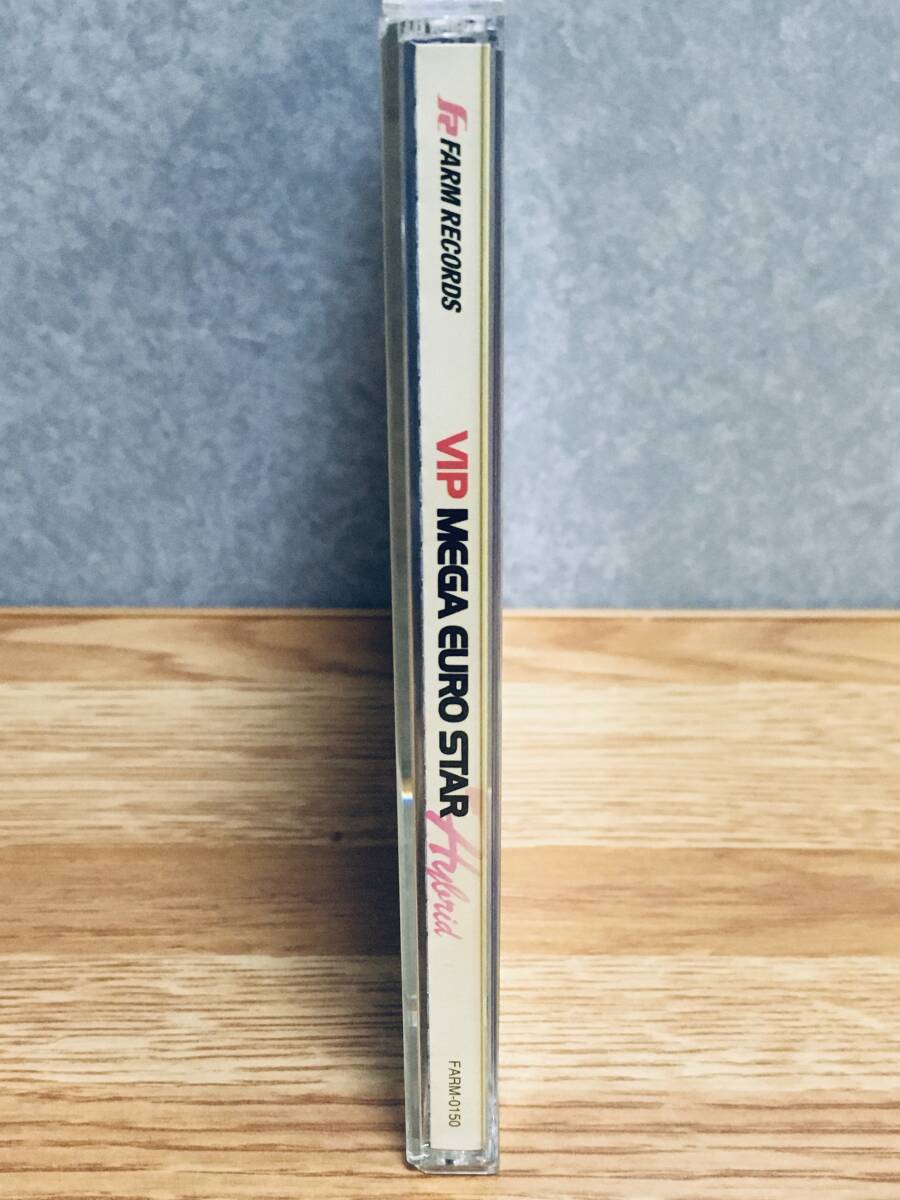 FR FARM RECORDS
VIP MEGA EURO STAR Hybrid
FARM-0150